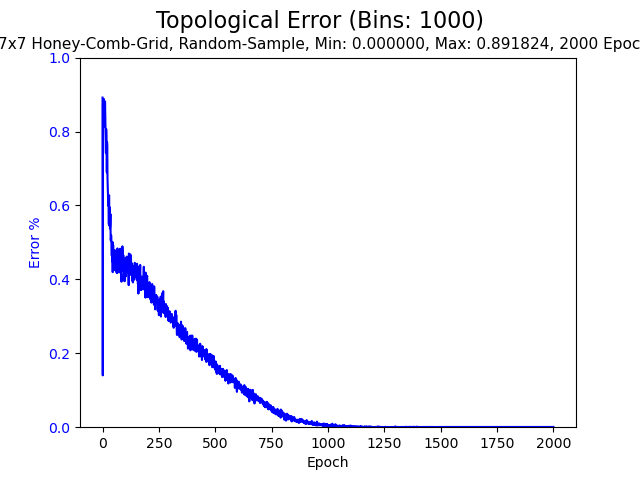 Topological Error (Bins: 1000)
7x7 Honey-Comb-Grid, Random-Sample, Min: 0.000000, Max: 0.891824, 2000 Epoc
1.0
0.8
0.6
0.4
0.2
0.0
Error %
0 250 500 750 1000 1250 1500 1750 2000
Epoch